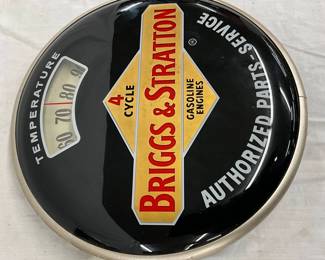 TEMPERATURE
60 70 80
4
CYCLE
BRIGGS & STRATTON
®
GASOLINE
ENGINES
AUTHORIZED PARTS-SERVICE